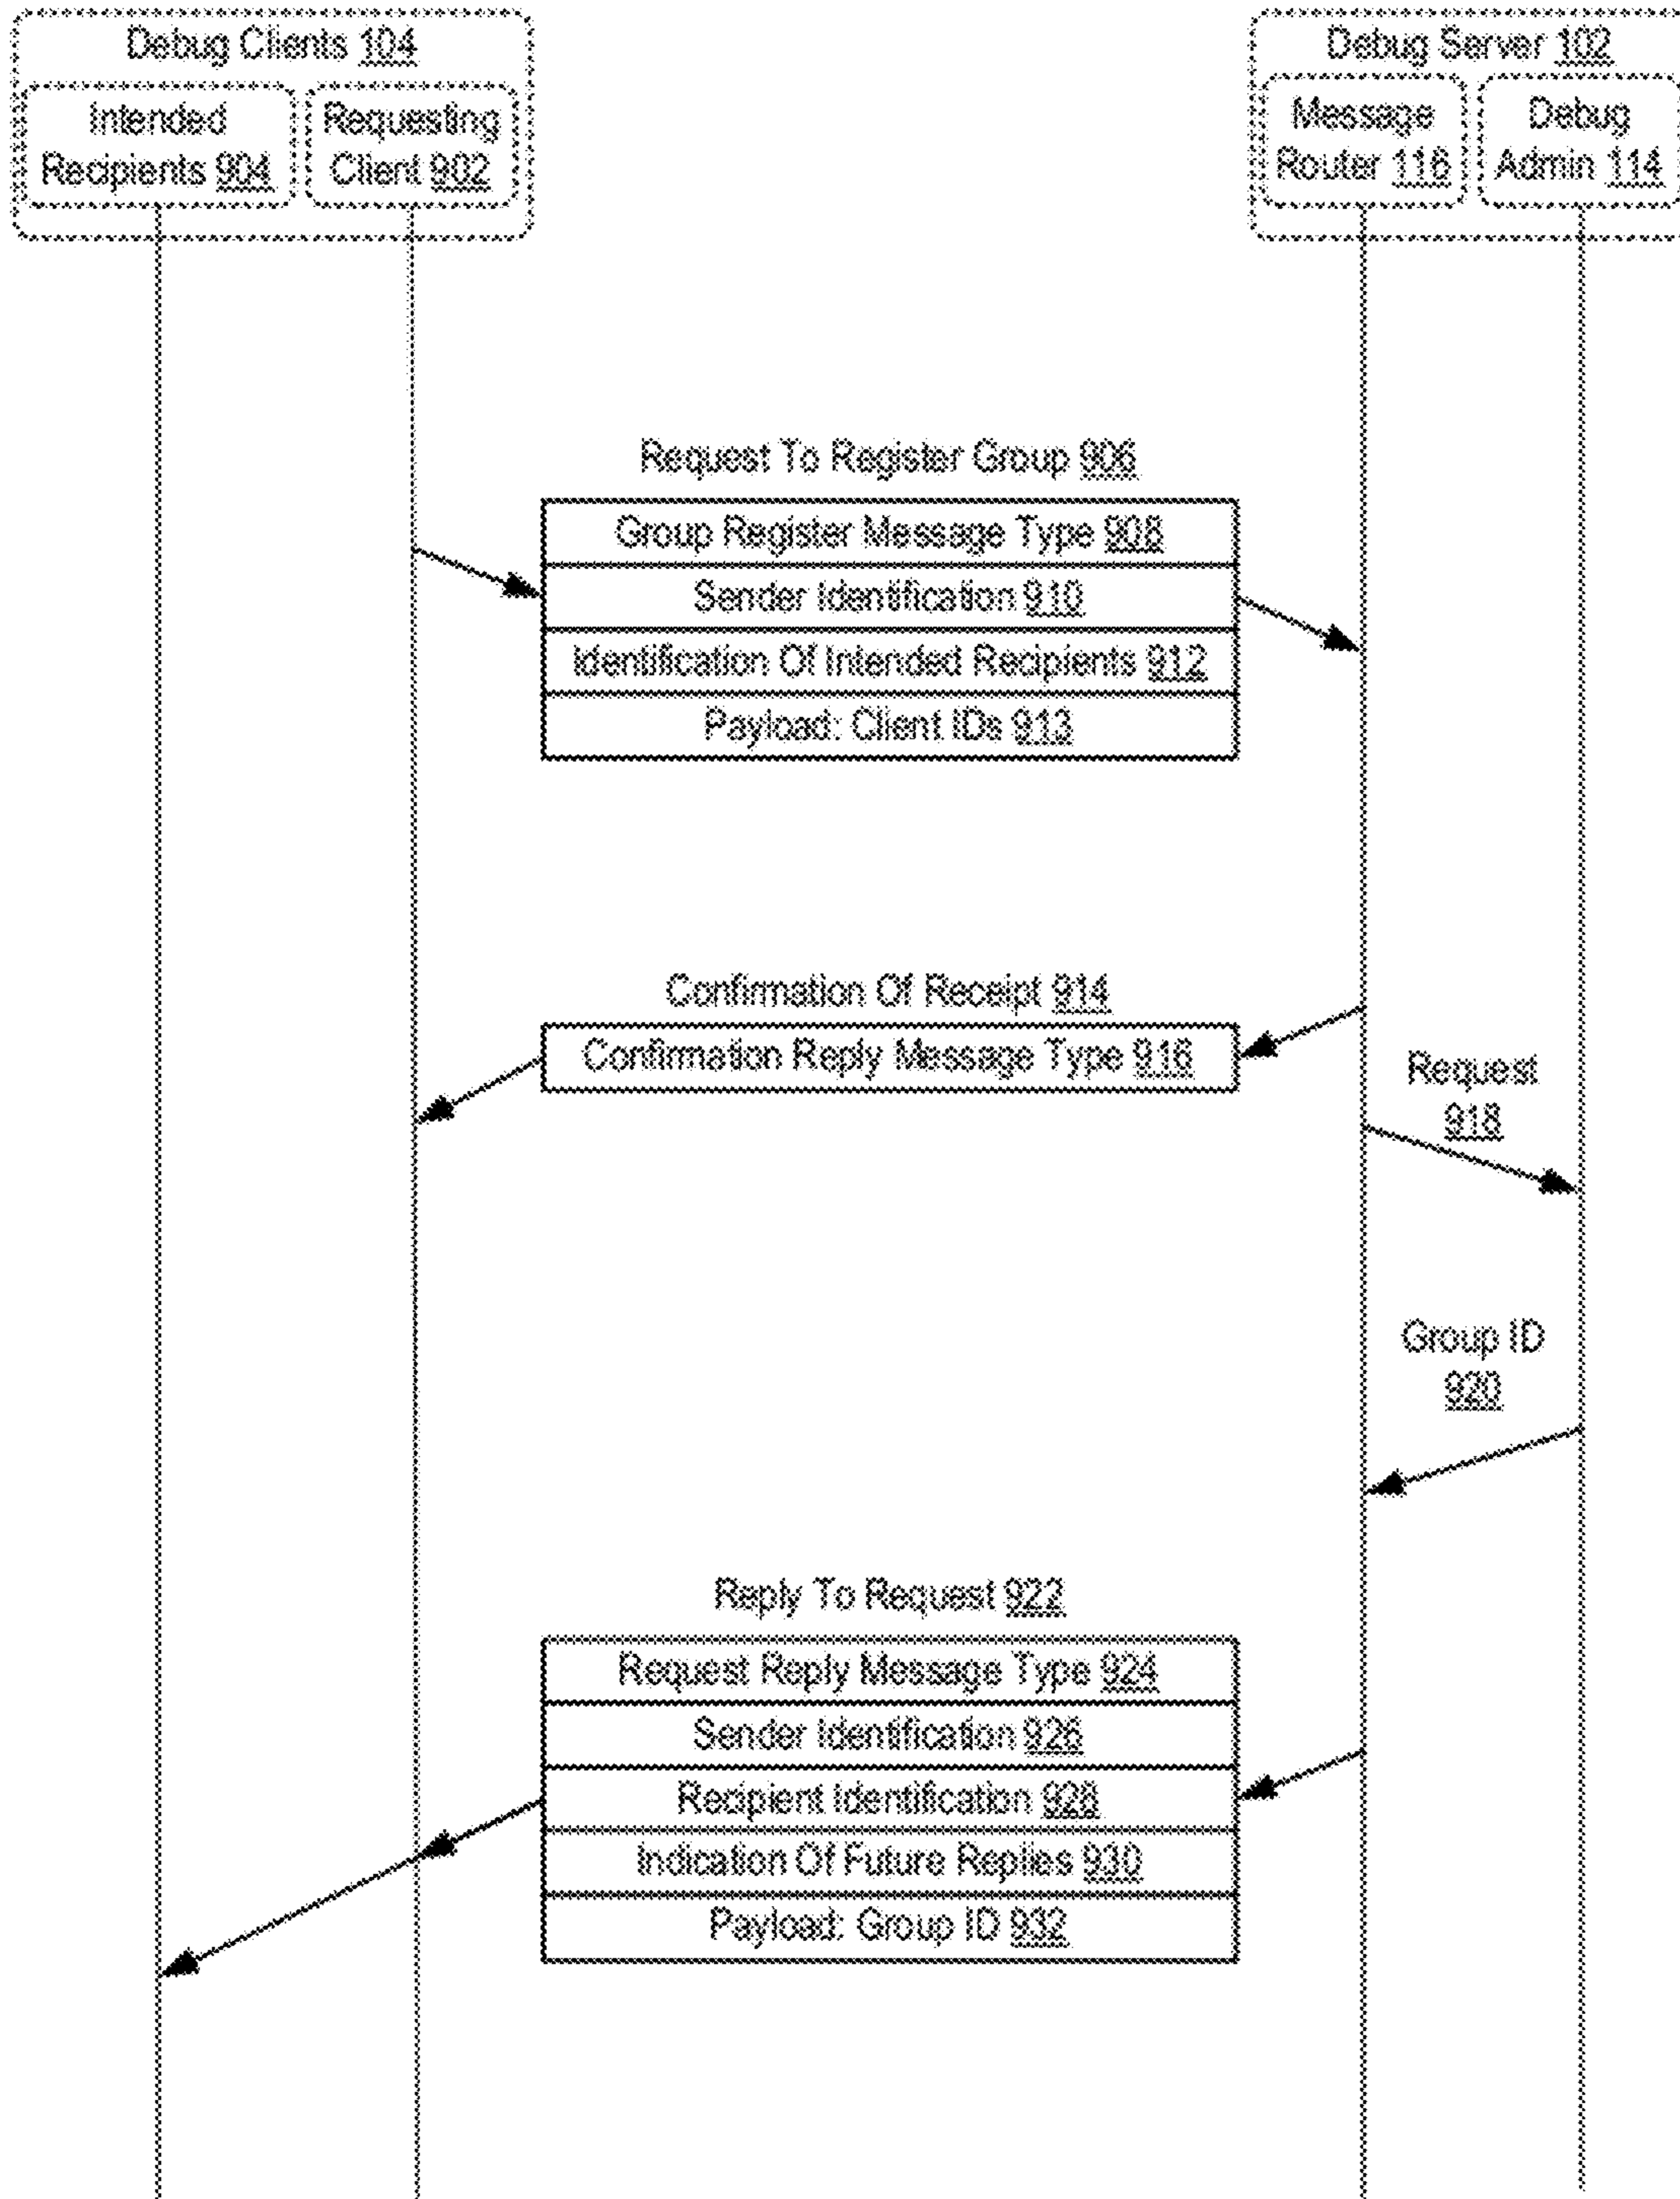 Debug Clients 104
Intended
Recipients 904
Requesting
Client 902
Debug Server 102
Message
Router 116
Debug
Admin 114
Request To Register Group 906
Group Register Message Type 908
Sender Identification 910
Identification Of Intended Recipients 912
Payload: Client IDs 913
Confirmation Of Receipt 914
Confirmation Reply Message Type 916
Request
918
Group ID
920
Reply To Request 922
Request Reply Message Type 924
Sender Identification 926
Recipient Identification 928
Indication Of Future Replies 930
Payload: Group ID 932